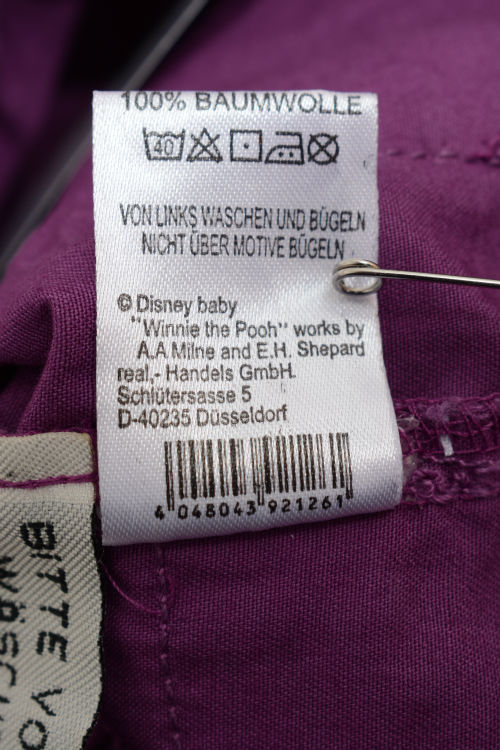 100% BAUMWOLLE
40
VON LINKS WASCHEN UND BÜGELN
NICHT ÜBER MOTIVE BÜGELN
© Disney baby
"Winnie the Pooh" works by
A.A.Milne and E.H. Shepard
real,- Handels GmbH.
Schlütersasse 5
D-40235 Düsseldorf
4 048043 921261
BITTE VO